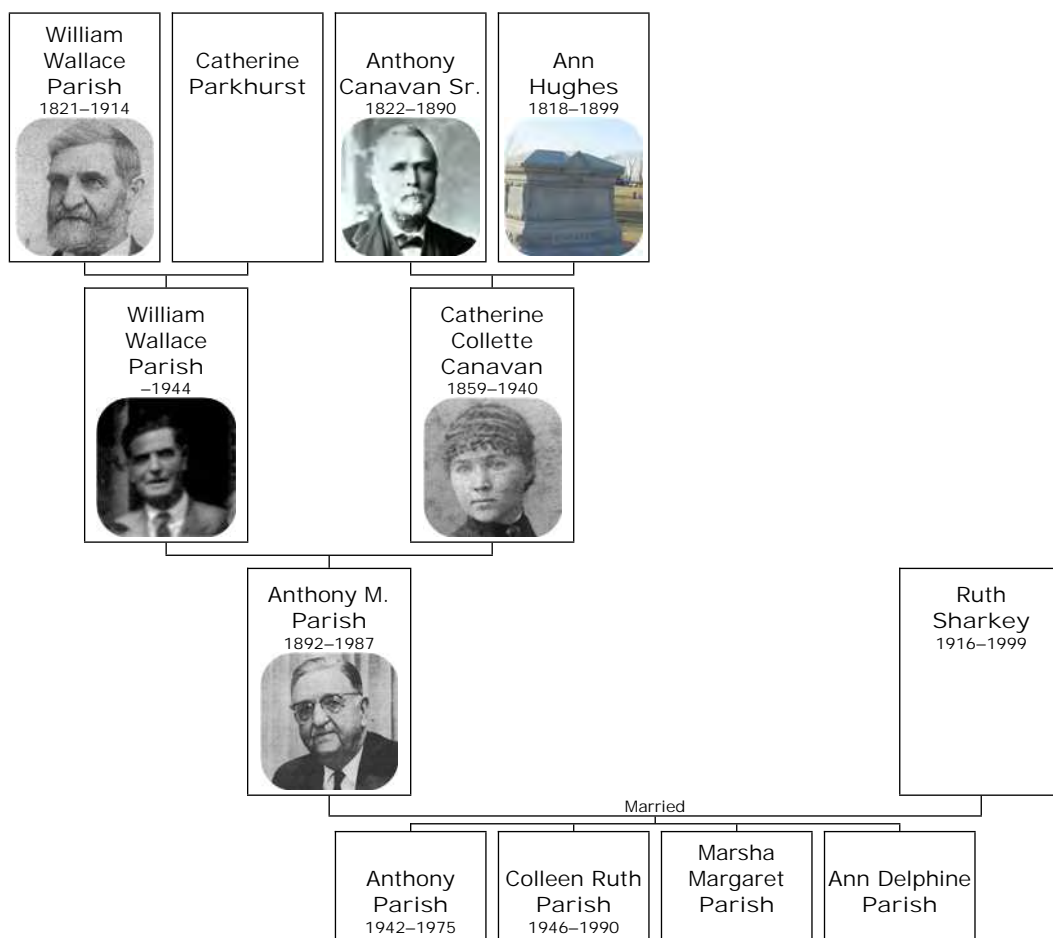 William
Wallace
Parish
1821–1914
Catherine
Parkhurst
Anthony
Canavan Sr.
1822–1890
Ann
Hughes
1818–1899
William
Wallace
Parish
–1944
Catherine
Collette
Canavan
1859–1940
Anthony M.
Parish
1892–1987
Ruth
Sharkey
1916–1999
Married
Anthony
Parish
1942–1975
Colleen Ruth
Parish
1946–1990
Marsha
Margaret
Parish
Ann Delphine
Parish